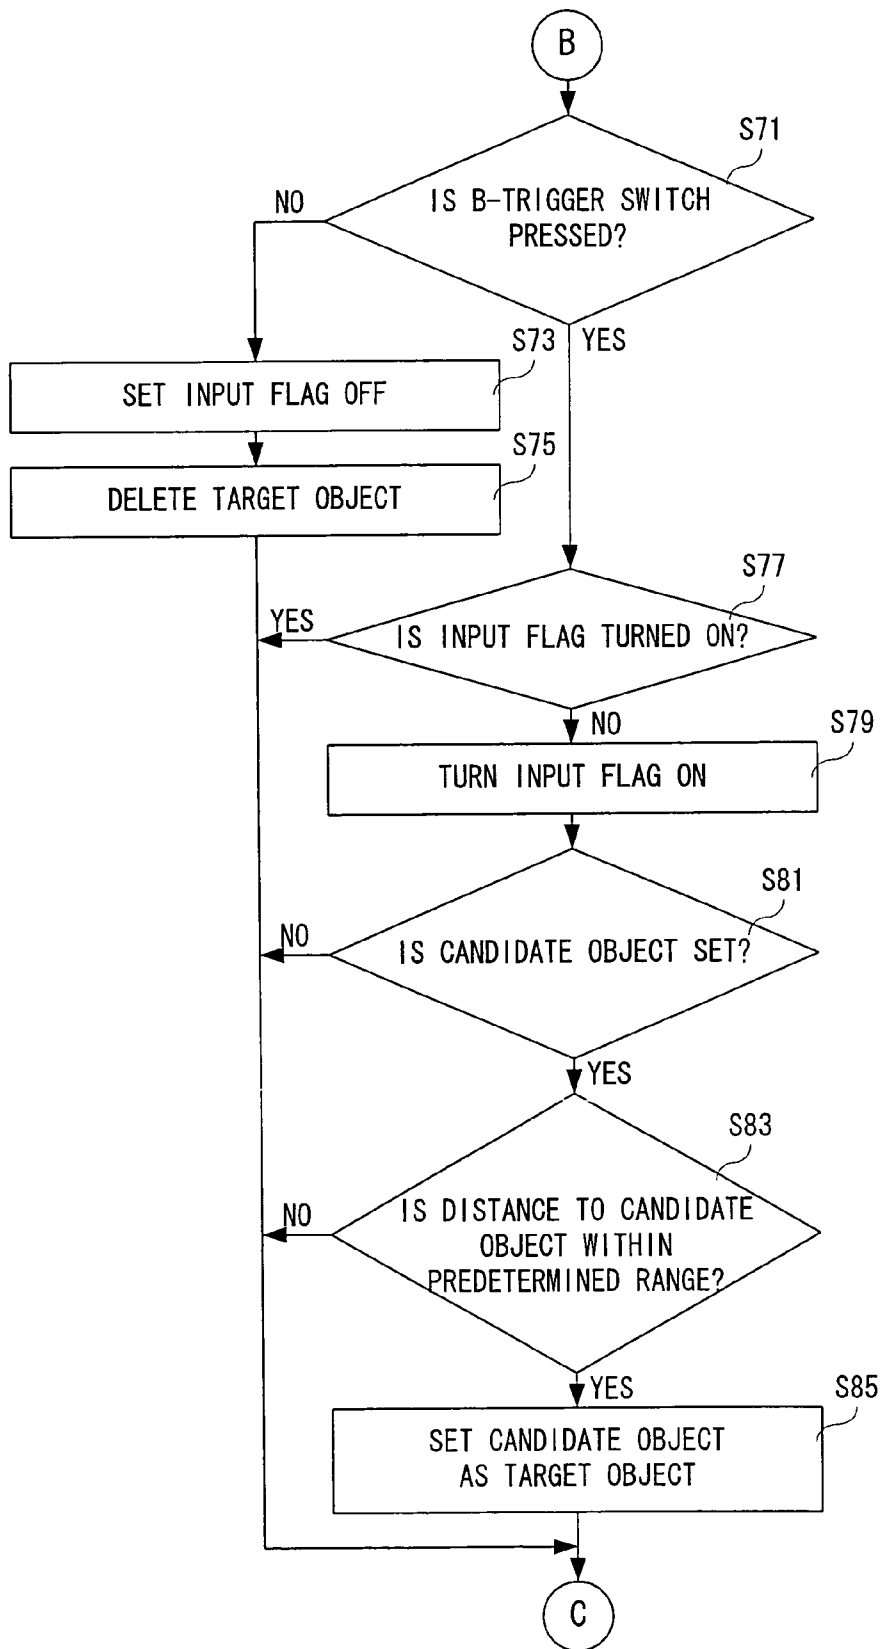 B
S71
IS B-TRIGGER SWITCH
PRESSED?
NO
YES
S73
SET INPUT FLAG OFF
S75
DELETE TARGET OBJECT
S77
IS INPUT FLAG TURNED ON?
YES
NO
S79
TURN INPUT FLAG ON
S81
IS CANDIDATE OBJECT SET?
NO
YES
S83
IS DISTANCE TO CANDIDATE
OBJECT WITHIN
PREDETERMINED RANGE?
NO
YES
S85
SET CANDIDATE OBJECT
AS TARGET OBJECT
C